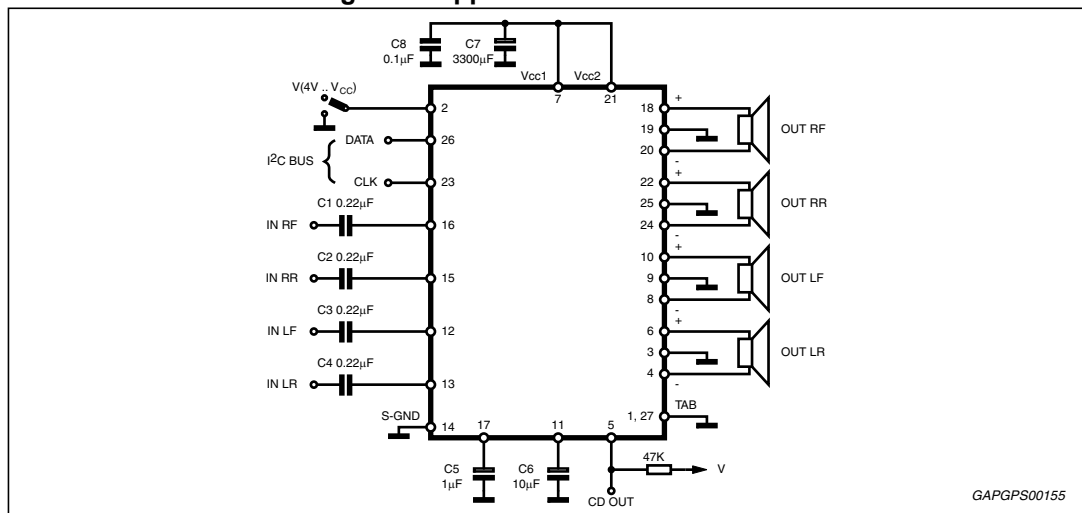 C8
0.1µF
C7
3300µF
Vcc1
Vcc2
7
21
V(4V .. VCC)
2
DATA
26
I2C BUS
CLK
23
C1 0.22µF
IN RF
16
C2 0.22µF
IN RR
15
C3 0.22µF
IN LF
12
C4 0.22µF
IN LR
13
S-GND
14
17
11
5
C5
1µF
C6
10µF
CD OUT
47K
V
18
+
19
20
-
OUT RF
22
+
25
24
-
OUT RR
10
+
9
8
-
OUT LF
6
+
3
4
-
OUT LR
1, 27
TAB
GAPGPS00155